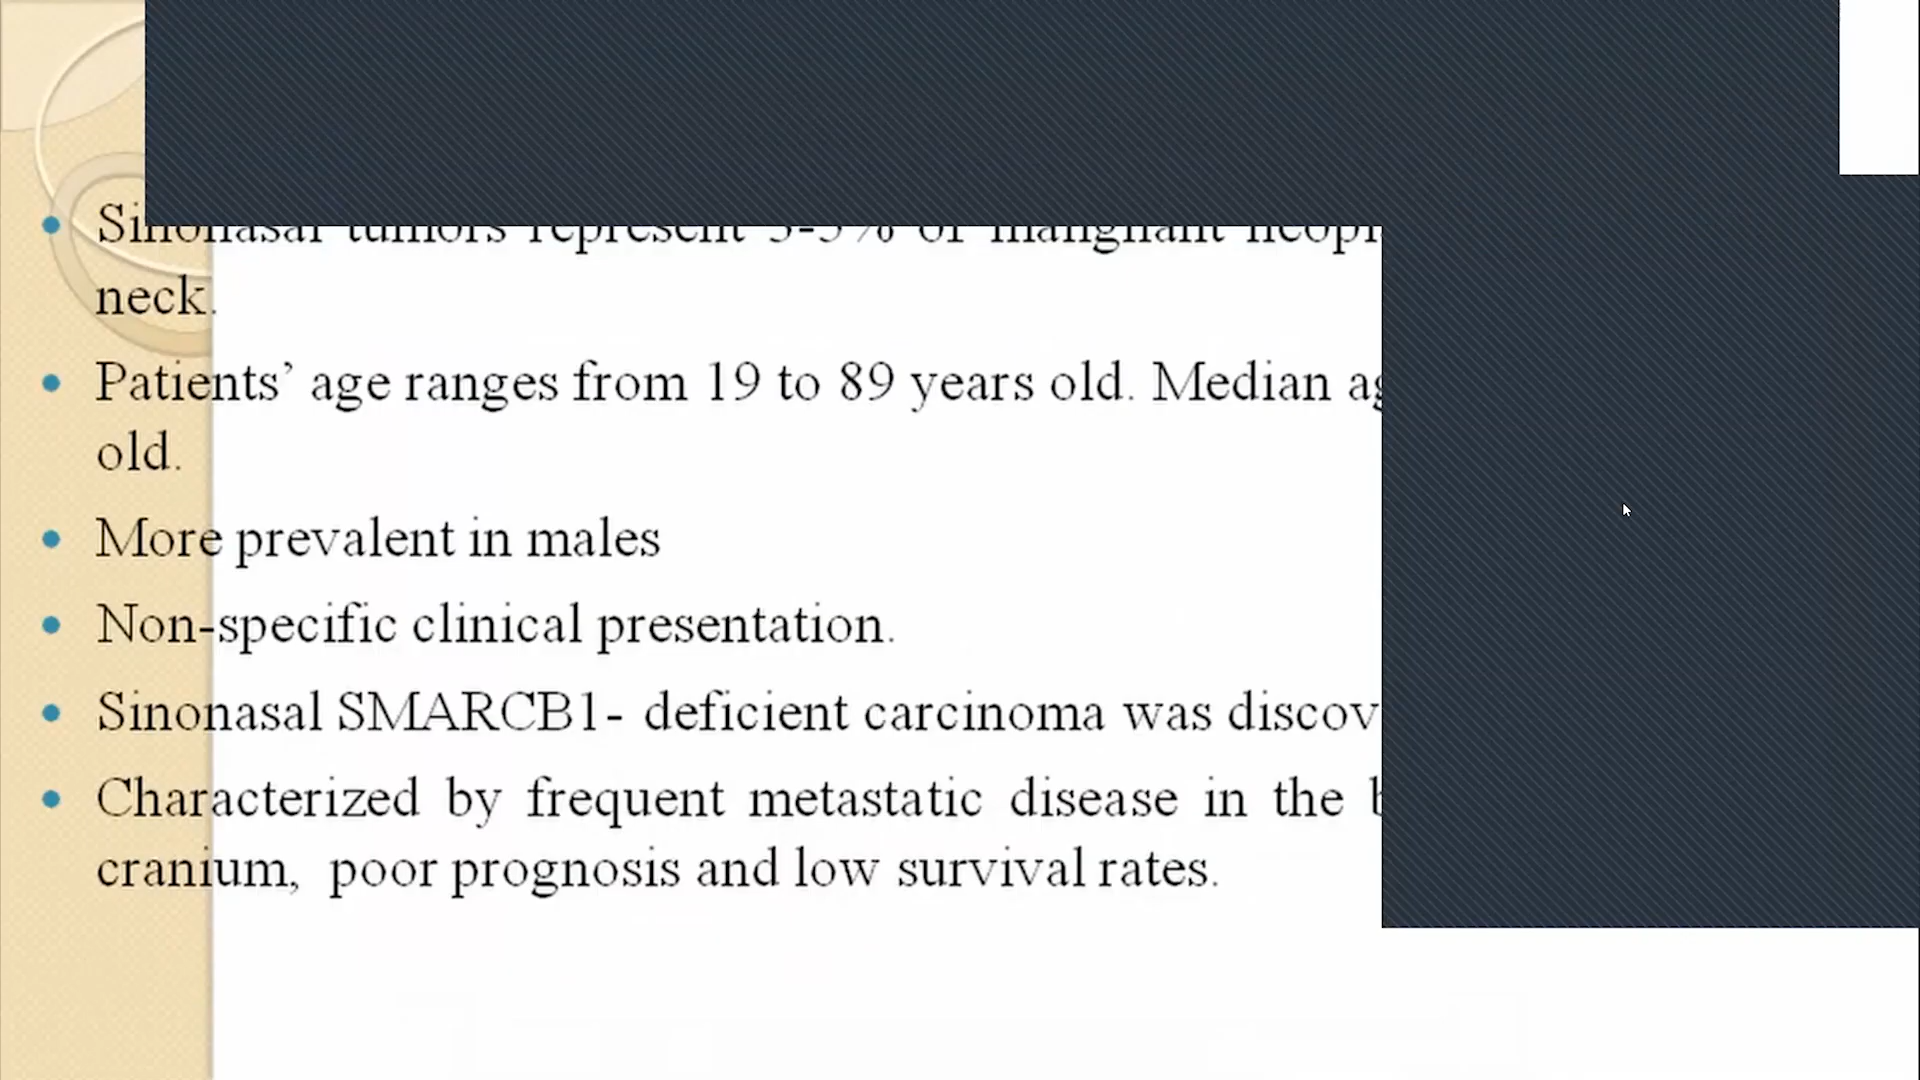 • Sinonasal tumors represent 3-5% of malignant
neck.
• Patients’ age ranges from 19 to 89 years old. Median
old.
• More prevalent in males
• Non-specific clinical presentation.
• Sinonasal SMARCB1- deficient carcinoma was
• Characterized by frequent metastatic disease in the
cranium, poor prognosis and low survival rates.